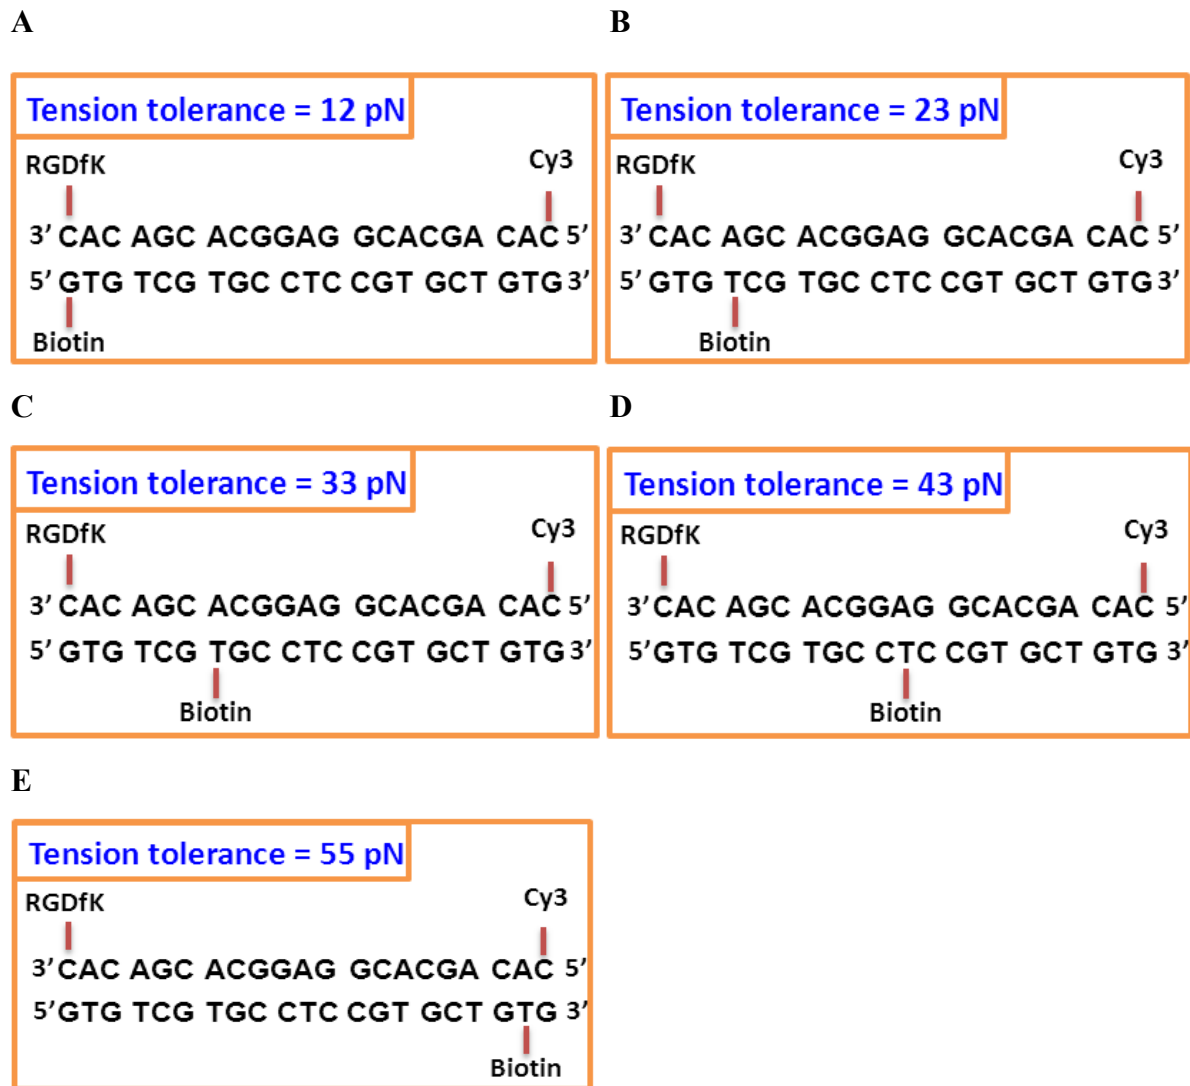 A
B
Tension tolerance = 12 pN
RGDfK
Cy3
3’ CAC AGC ACGGAG GCACGA CAC 5’
5’ GTG TCG TGC CTC CGT GCT GTG 3’
Biotin
Tension tolerance = 23 pN
RGDfK
Cy3
3’ CAC AGC ACGGAG GCACGA CAC 5’
5’ GTG TCG TGC CTC CGT GCT GTG 3’
Biotin
C
D
Tension tolerance = 33 pN
RGDfK
Cy3
3’ CAC AGC ACGGAG GCACGA CAC 5’
5’ GTG TCG TGC CTC CGT GCT GTG 3’
Biotin
Tension tolerance = 43 pN
RGDfK
Cy3
3’ CAC AGC ACGGAG GCACGA CAC 5’
5’ GTG TCG TGC CTC CGT GCT GTG 3’
Biotin
E
Tension tolerance = 55 pN
RGDfK
Cy3
3’ CAC AGC ACGGAG GCACGA CAC 5’
5’ GTG TCG TGC CTC CGT GCT GTG 3’
Biotin